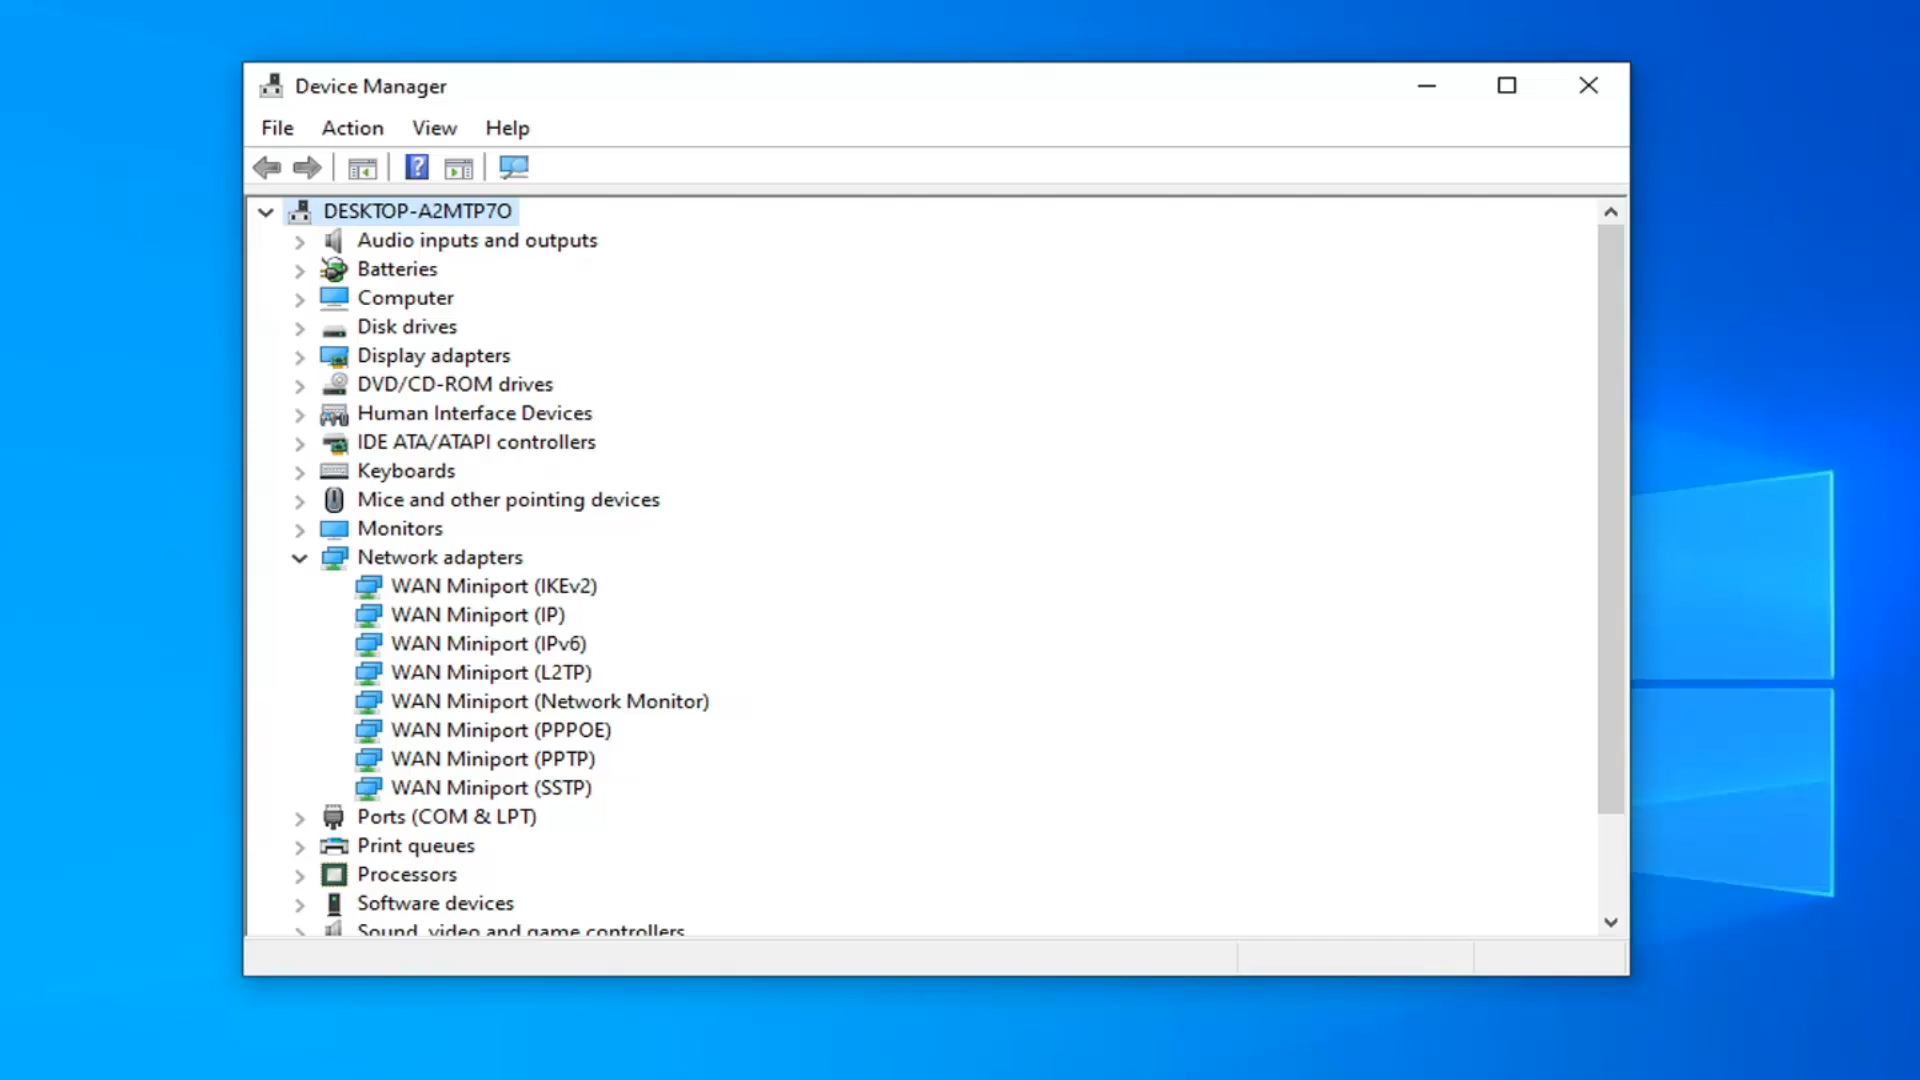 Device Manager
File Action View Help
DESKTOP-A2MTP7O
Audio inputs and outputs
Batteries
Computer
Disk drives
Display adapters
DVD/CD-ROM drives
Human Interface Devices
IDE ATA/ATAPI controllers
Keyboards
Mice and other pointing devices
Monitors
Network adapters
WAN Miniport (IKEv2)
WAN Miniport (IP)
WAN Miniport (IPv6)
WAN Miniport (L2TP)
WAN Miniport (Network Monitor)
WAN Miniport (PPPOE)
WAN Miniport (PPTP)
WAN Miniport (SSTP)
Ports (COM & LPT)
Print queues
Processors
Software devices
Sound, video and game controllers